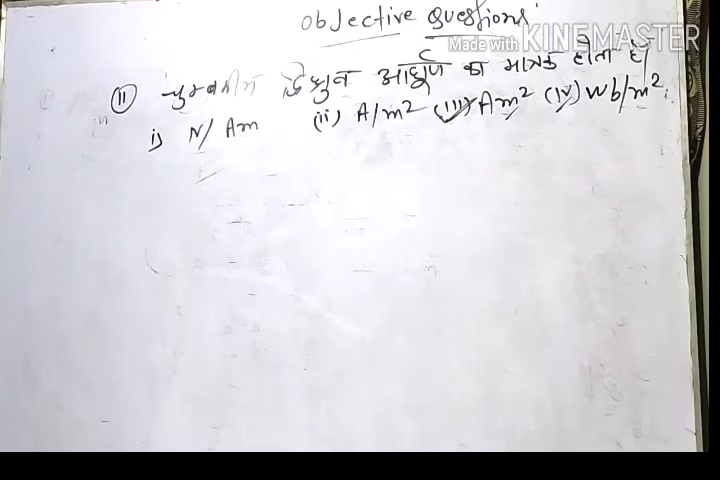 Objective Questions
Made with KINEMASTER
(11) चुम्बकीय द्विध्रुव आघूर्ण का मात्रक होता है।
i) N/Am (ii) A/m² (iii) Am² (iv) Wb/m².